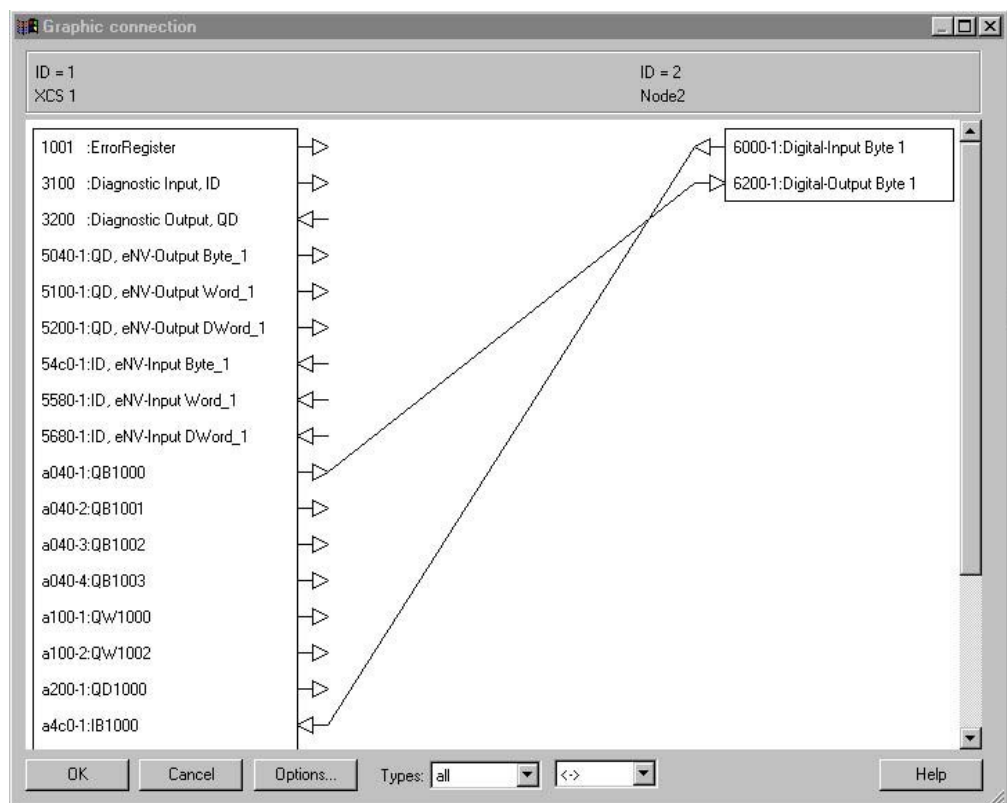 Graphic connection
ID = 1
XCS 1
ID = 2
Node2
1001 :ErrorRegister
3100 :Diagnostic Input, ID
3200 :Diagnostic Output, QD
5040-1:QD, eNV-Output Byte_1
5100-1:QD, eNV-Output Word_1
5200-1:QD, eNV-Output DWord_1
54c0-1:ID, eNV-Input Byte_1
5580-1:ID, eNV-Input Word_1
5680-1:ID, eNV-Input DWord_1
a040-1:QB1000
a040-2:QB1001
a040-3:QB1002
a040-4:QB1003
a100-1:QW1000
a100-2:QW1002
a200-1:QD1000
a4c0-1:IB1000
6000-1:Digital-Input Byte 1
6200-1:Digital-Output Byte 1
OK
Cancel
Options...
Types: all
<->
Help